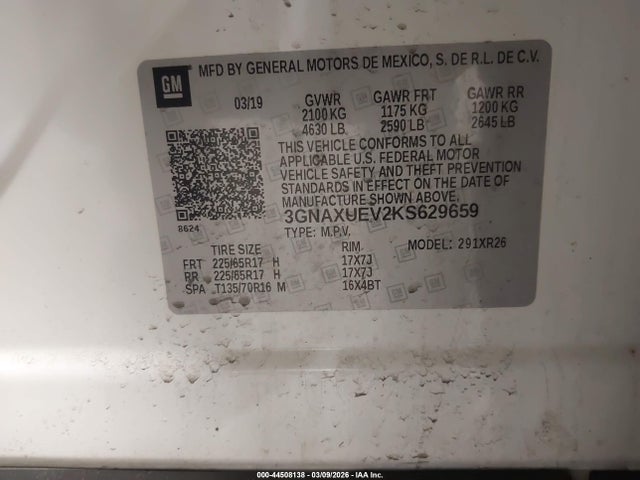 GM
MFD BY GENERAL MOTORS DE MEXICO, S. DE R.L. DE C.V.
03/19 GVWR GAWR FRT GAWR RR
2100 KG 1175 KG 1200 KG
4630 LB 2590 LB 2645 LB
THIS VEHICLE CONFORMS TO ALL
APPLICABLE U.S. FEDERAL MOTOR
VEHICLE SAFETY AND THEFT PREVENTION
STANDARDS IN EFFECT ON THE DATE OF
MANUFACTURE SHOWN ABOVE.
3GNAXUEV2KS629659
8624
TYPE: M.P.V. MODEL: 291XR26
TIRE SIZE RIM
FRT 225/65R17 H 17X7J
RR 225/65R17 H 17X7J
SPA T135/70R16 M 16X4BT
000-44508138 - 03/09/2026 - IAA Inc.